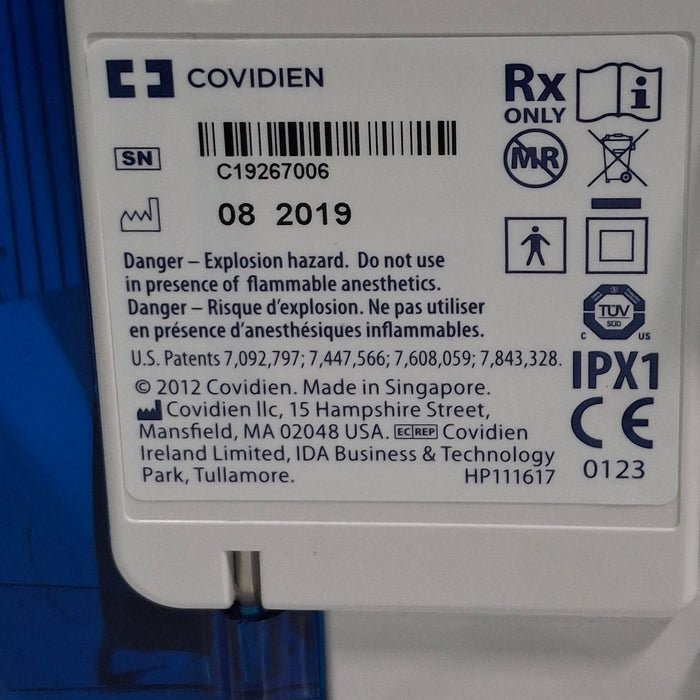 COVIDIEN
Rx
ONLY
SN
C19267006
MR
08 2019
Danger – Explosion hazard. Do not use
in presence of flammable anesthetics.
Danger – Risque d'explosion. Ne pas utiliser
en présence d'anesthésiques inflammables.
TÜV
SÜD
C US
U.S. Patents 7,092,797; 7,447,566; 7,608,059; 7,843,328.
IPX1
© 2012 Covidien. Made in Singapore.
Covidien llc, 15 Hampshire Street,
Mansfield, MA 02048 USA. EC REP Covidien
Ireland Limited, IDA Business & Technology
Park, Tullamore.
HP111617
CE
0123